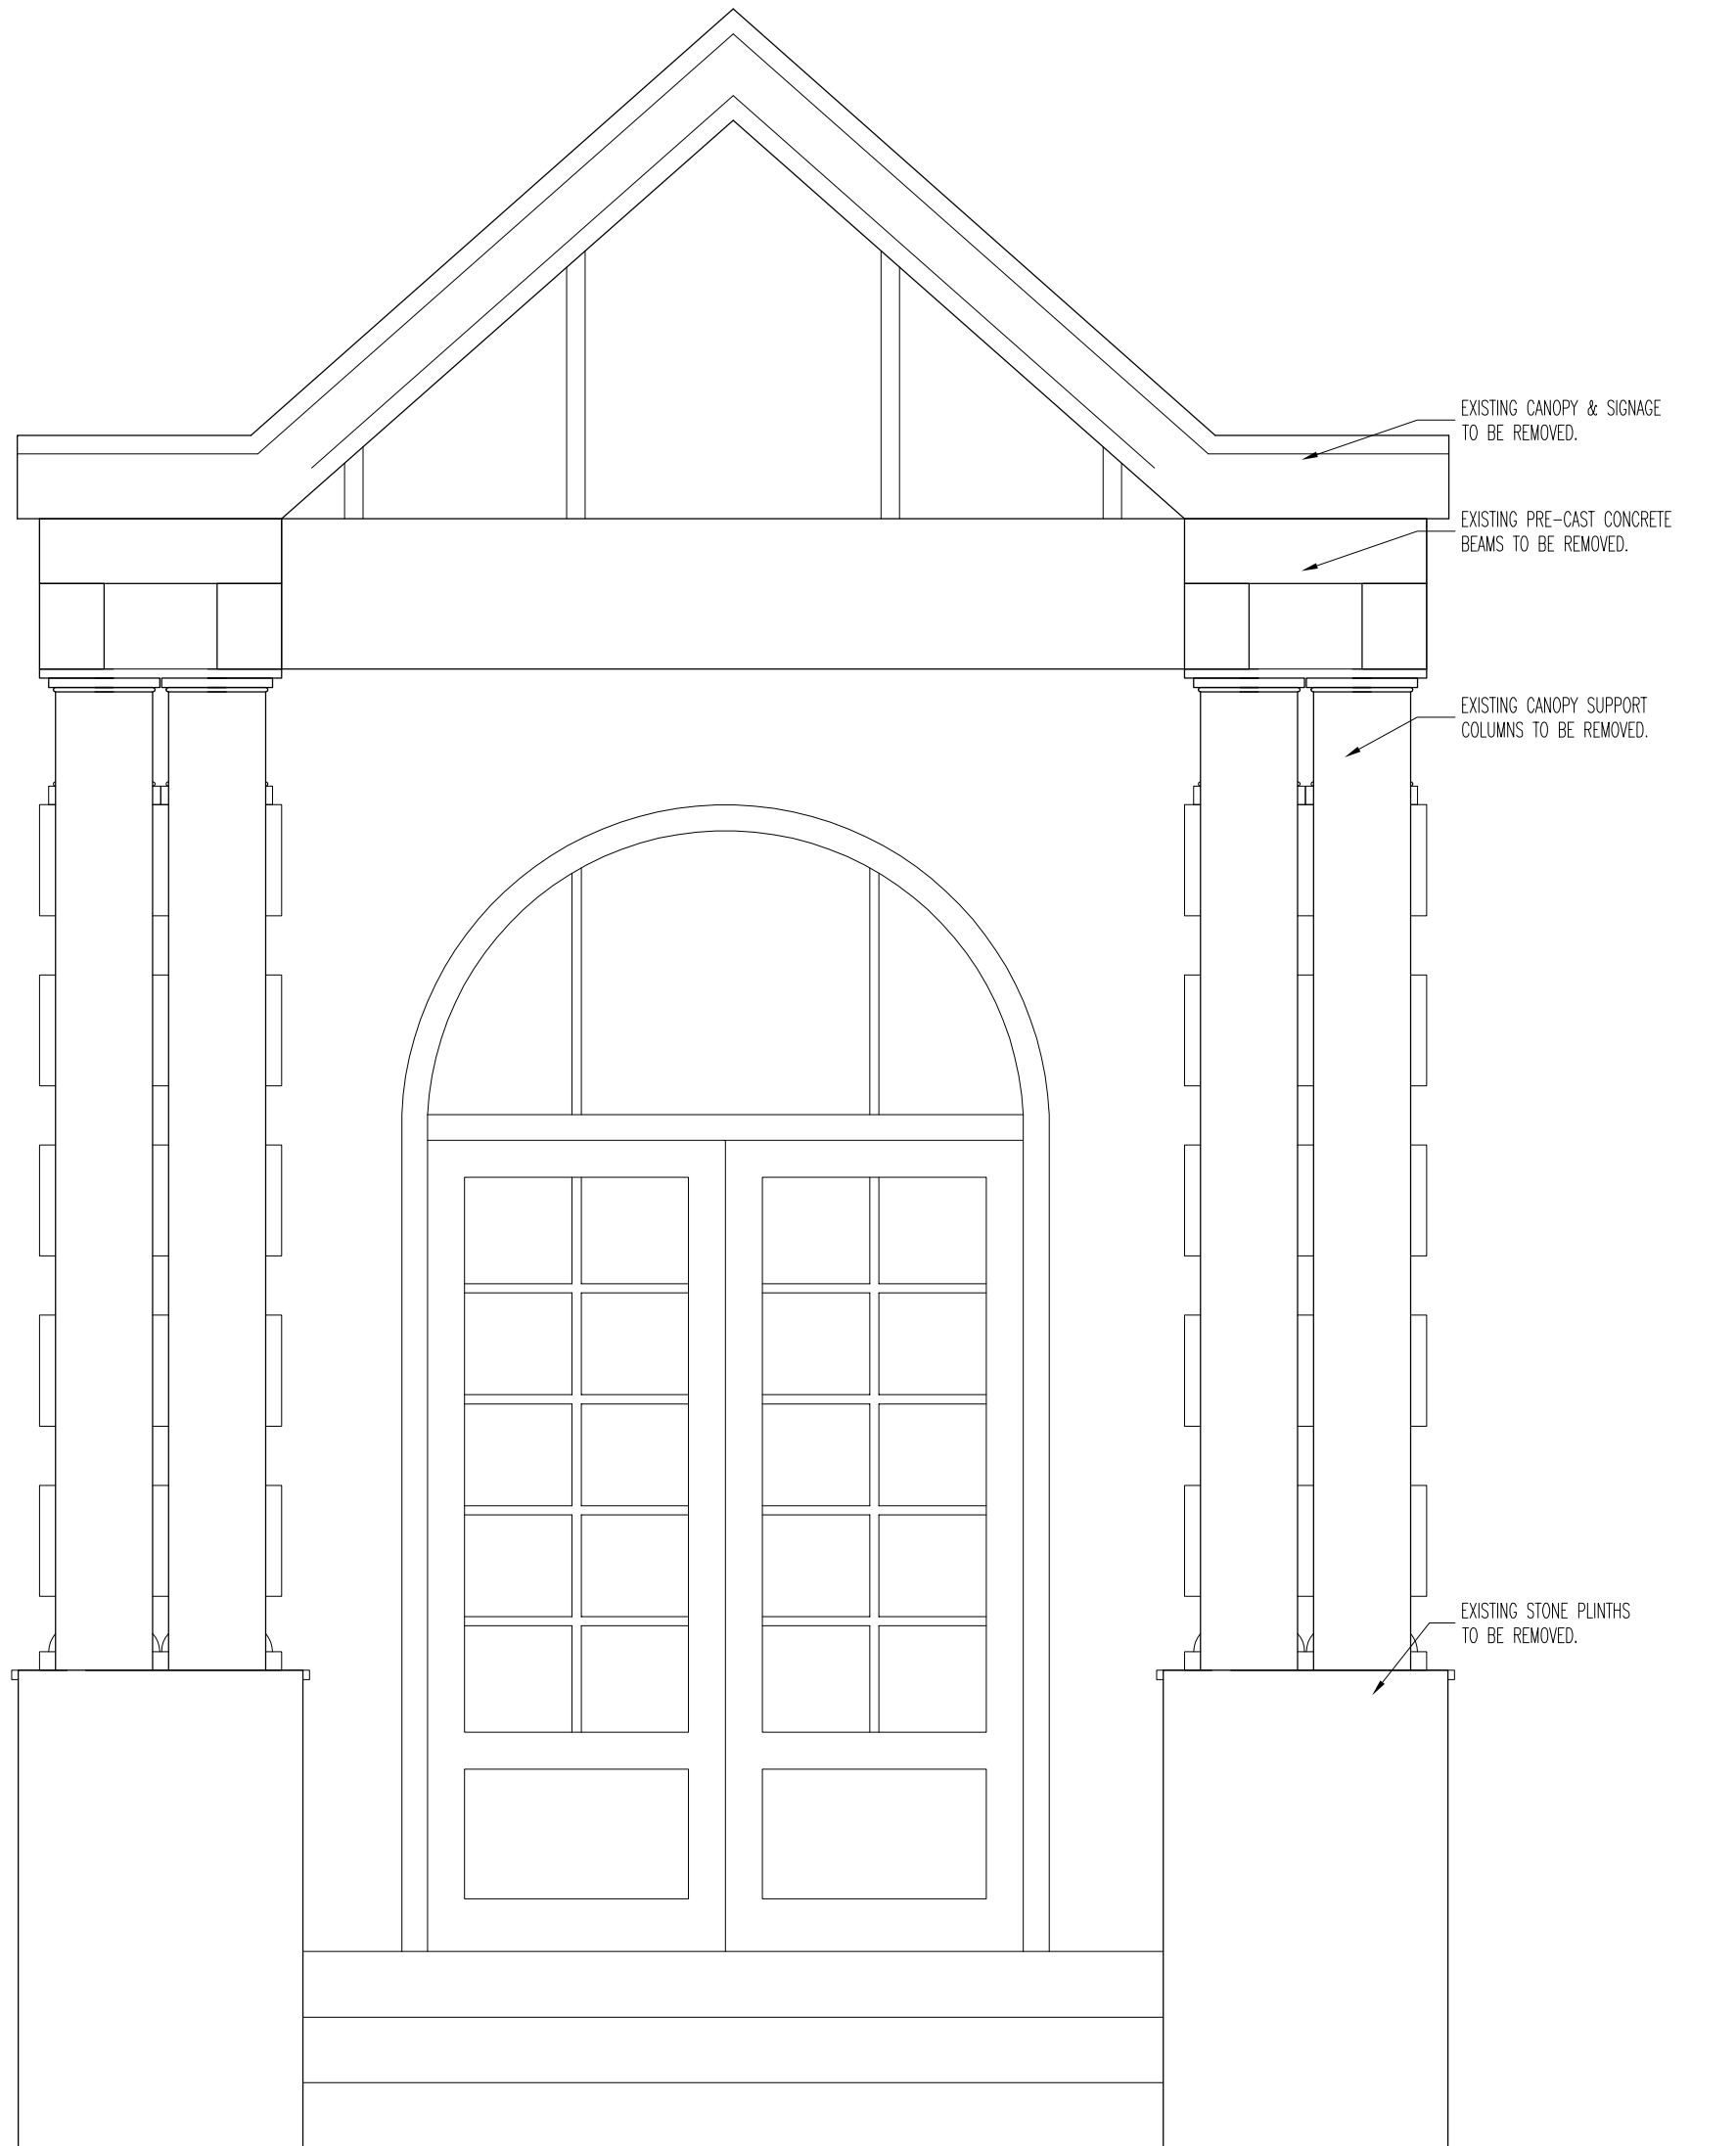 EXISTING CANOPY & SIGNAGE
TO BE REMOVED.
EXISTING PRE-CAST CONCRETE
BEAMS TO BE REMOVED.
EXISTING CANOPY SUPPORT
COLUMNS TO BE REMOVED.
EXISTING STONE PLINTHS
TO BE REMOVED.